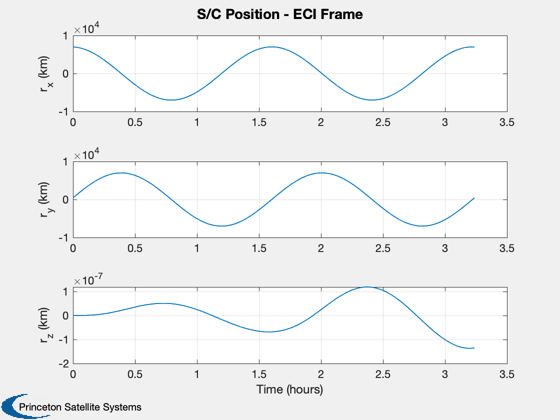 S/C Position - ECI Frame
×10^4
1
0
-1
r_x (km)
0 0.5 1 1.5 2 2.5 3 3.5
×10^4
1
0
-1
r_y (km)
0 0.5 1 1.5 2 2.5 3 3.5
×10^-7
1
0
-1
-2
r_z (km)
0 0.5 1 1.5 2 2.5 3 3.5
Time (hours)
Princeton Satellite Systems